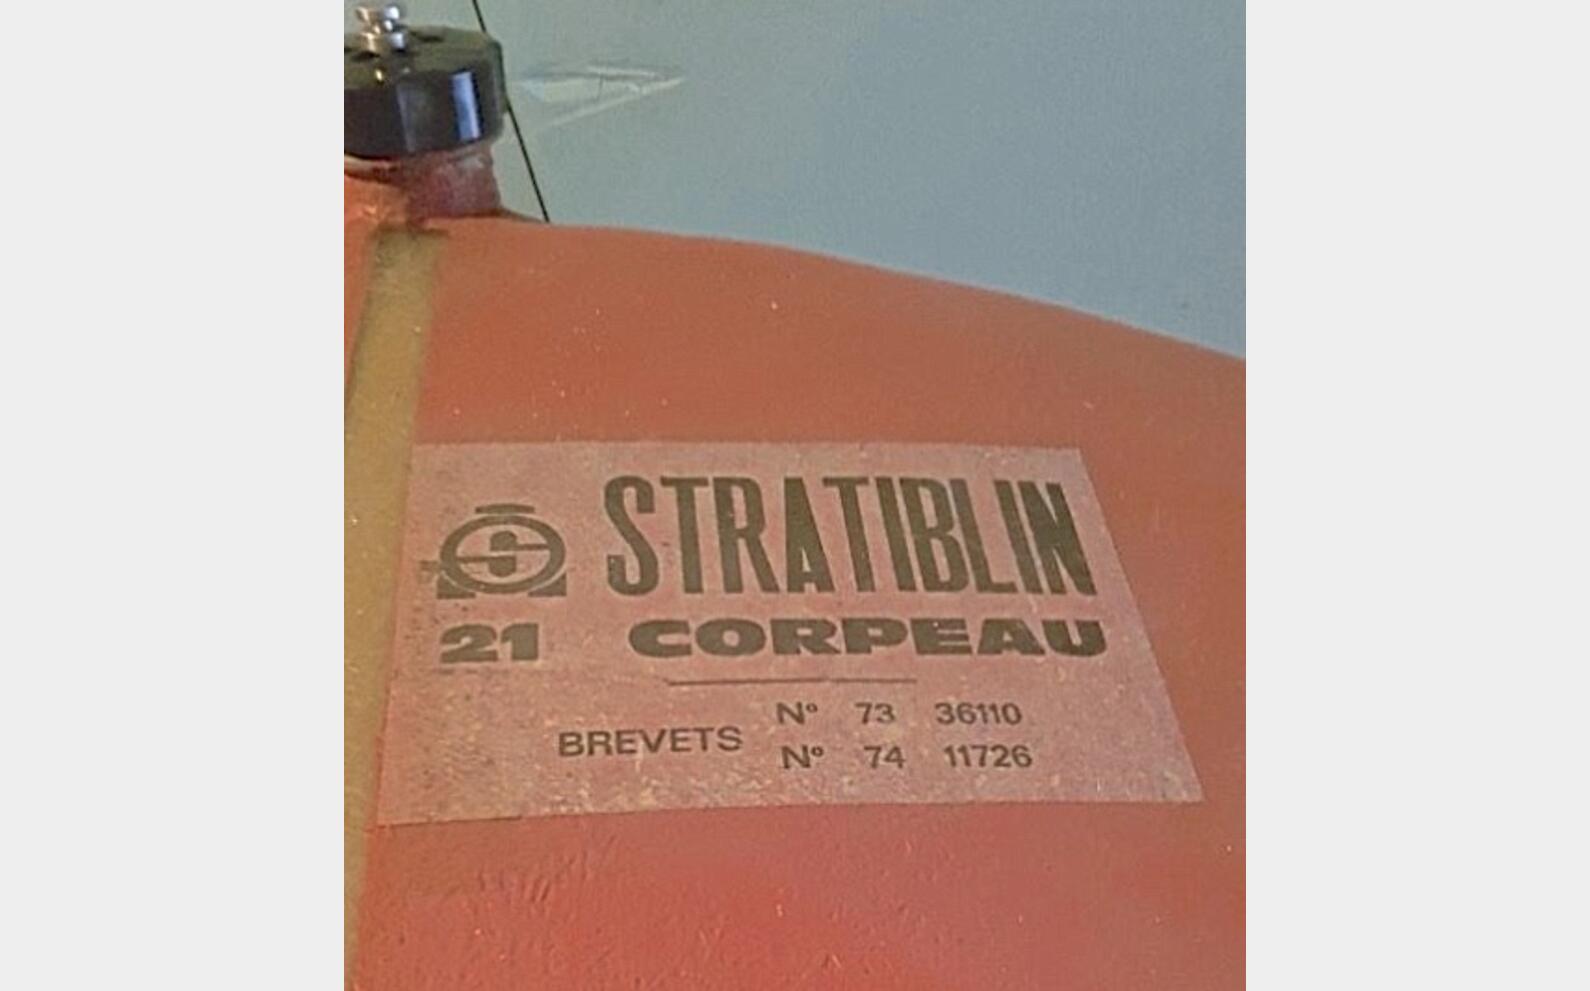 S STRATIBLIN
21 CORPEAU
BREVETS
N° 73 36110
N° 74 11726